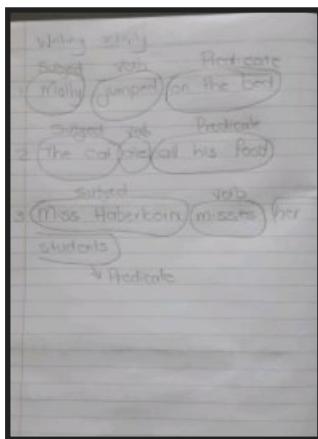 Writing activity
Subject verb Predicate
1 Molly jumped on the bed
Subject verb Predicate
2 The cat ate all his food
subject verb
3 Miss Haberkorn misses her
students
Predicate